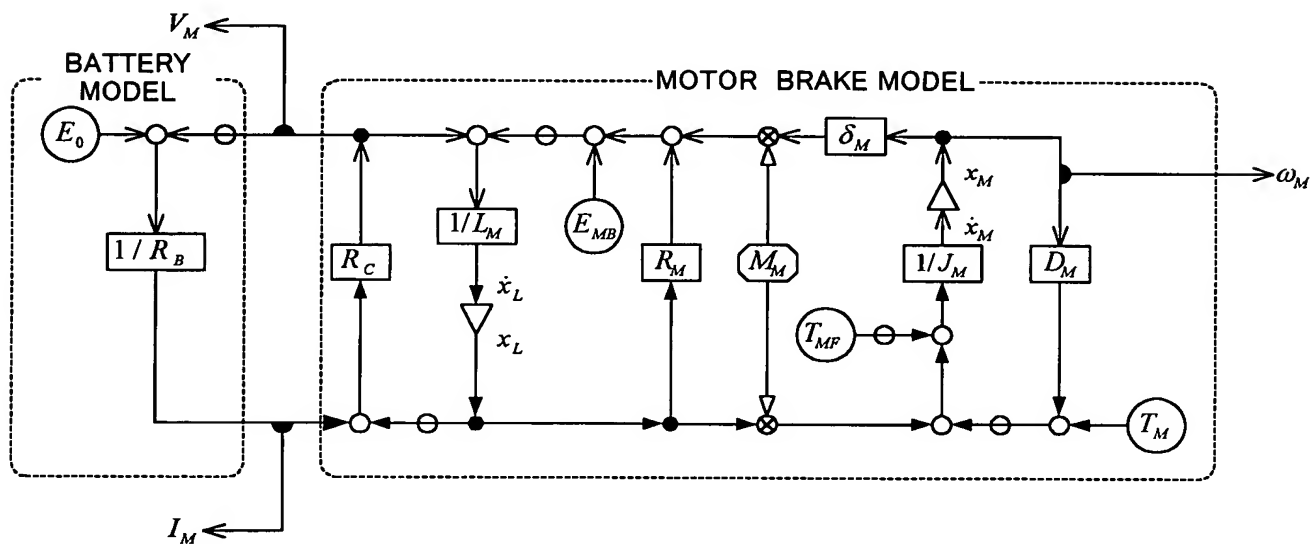 V_M
BATTERY
MODEL
MOTOR BRAKE MODEL
E_0
δ_M
x_M
ω_M
1/L_M
E_MB
1/R_B
R_C
R_M
M_M
ẋ_M
1/J_M
D_M
ẋ_L
T_MF
x_L
T_M
I_M